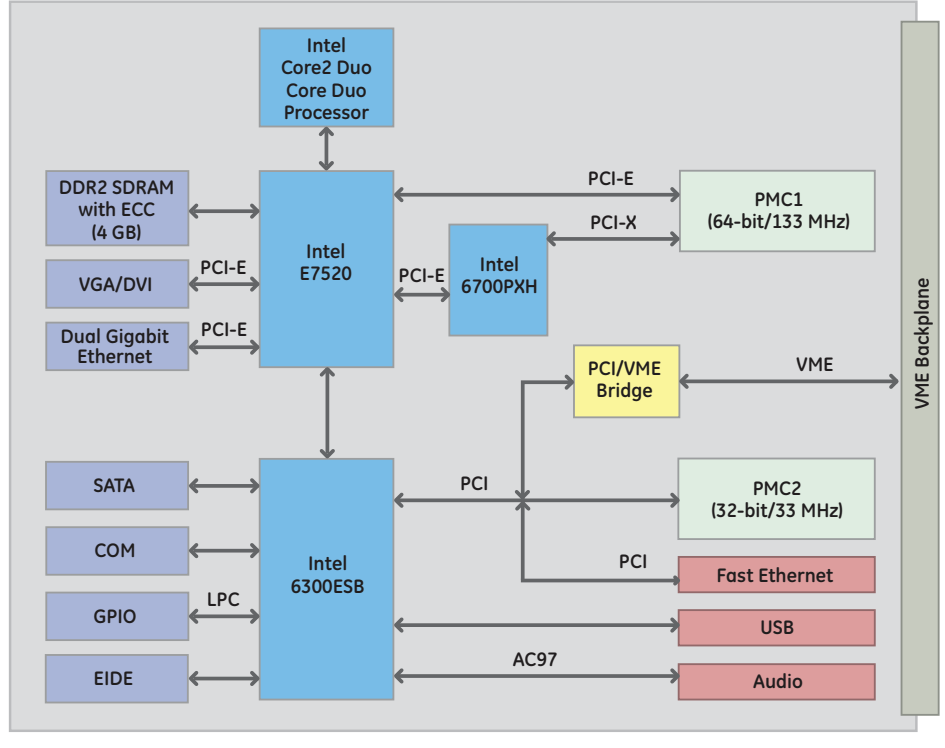 Intel
Core2 Duo
Core Duo
Processor
DDR2 SDRAM
with ECC
(4 GB)
VGA/DVI
PCI-E
Dual Gigabit
Ethernet
PCI-E
Intel
E7520
PCI-E
PCI-E
PCI-X
Intel
6700PXH
PMC1
(64-bit/133 MHz)
PCI/VME
Bridge
VME
VME Backplane
SATA
COM
GPIO
LPC
EIDE
Intel
6300ESB
PCI
PMC2
(32-bit/33 MHz)
PCI
Fast Ethernet
USB
AC97
Audio